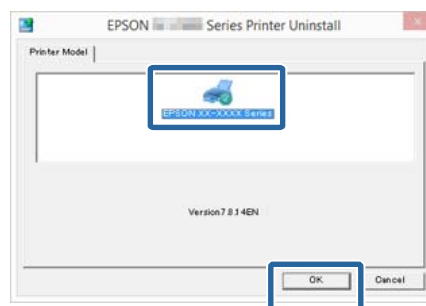 EPSON Series Printer Uninstall
Printer Model
EPSON XX-XXXX Series
Version7.8.14EN
OK Cancel